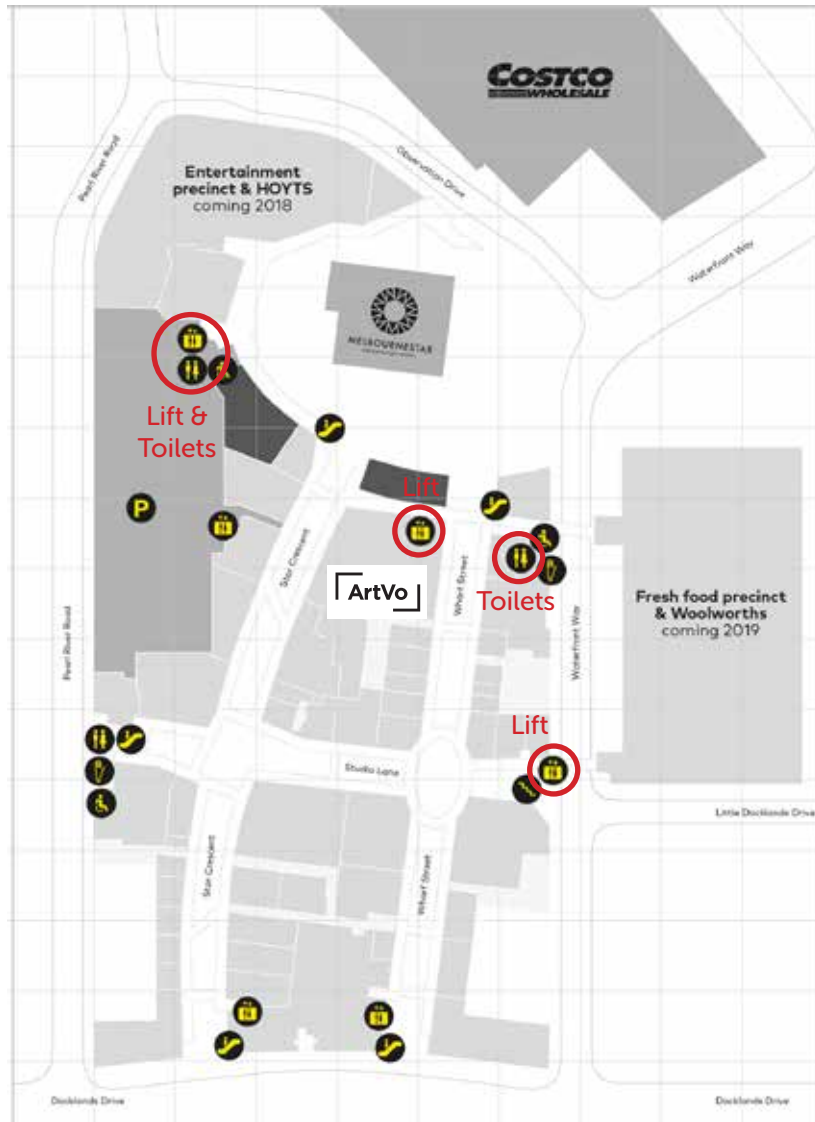 COSTCO
WHOLESALE
Pearl River Road
Observation Drive
Entertainment
precinct & HOYTS
coming 2018
Waterfront Way
MELBOURNE STAR
Lift &
Toilets
Lift
P
Star Crescent
ArtVo
Wharf Street
Toilets
Fresh food precinct
& Woolworths
coming 2019
Pearl River Road
Waterfront Way
Lift
Studio Lane
Little Docklands Drive
Star Crescent
Wharf Street
Docklands Drive
Docklands Drive